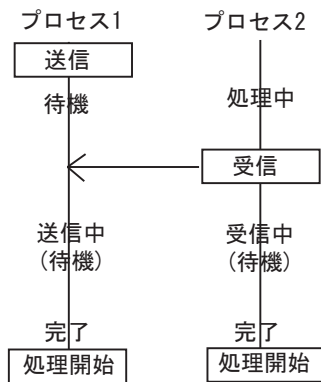 プロセス1
プロセス2
送信
待機
処理中
受信
送信中
(待機)
受信中
(待機)
完了
完了
処理開始
処理開始